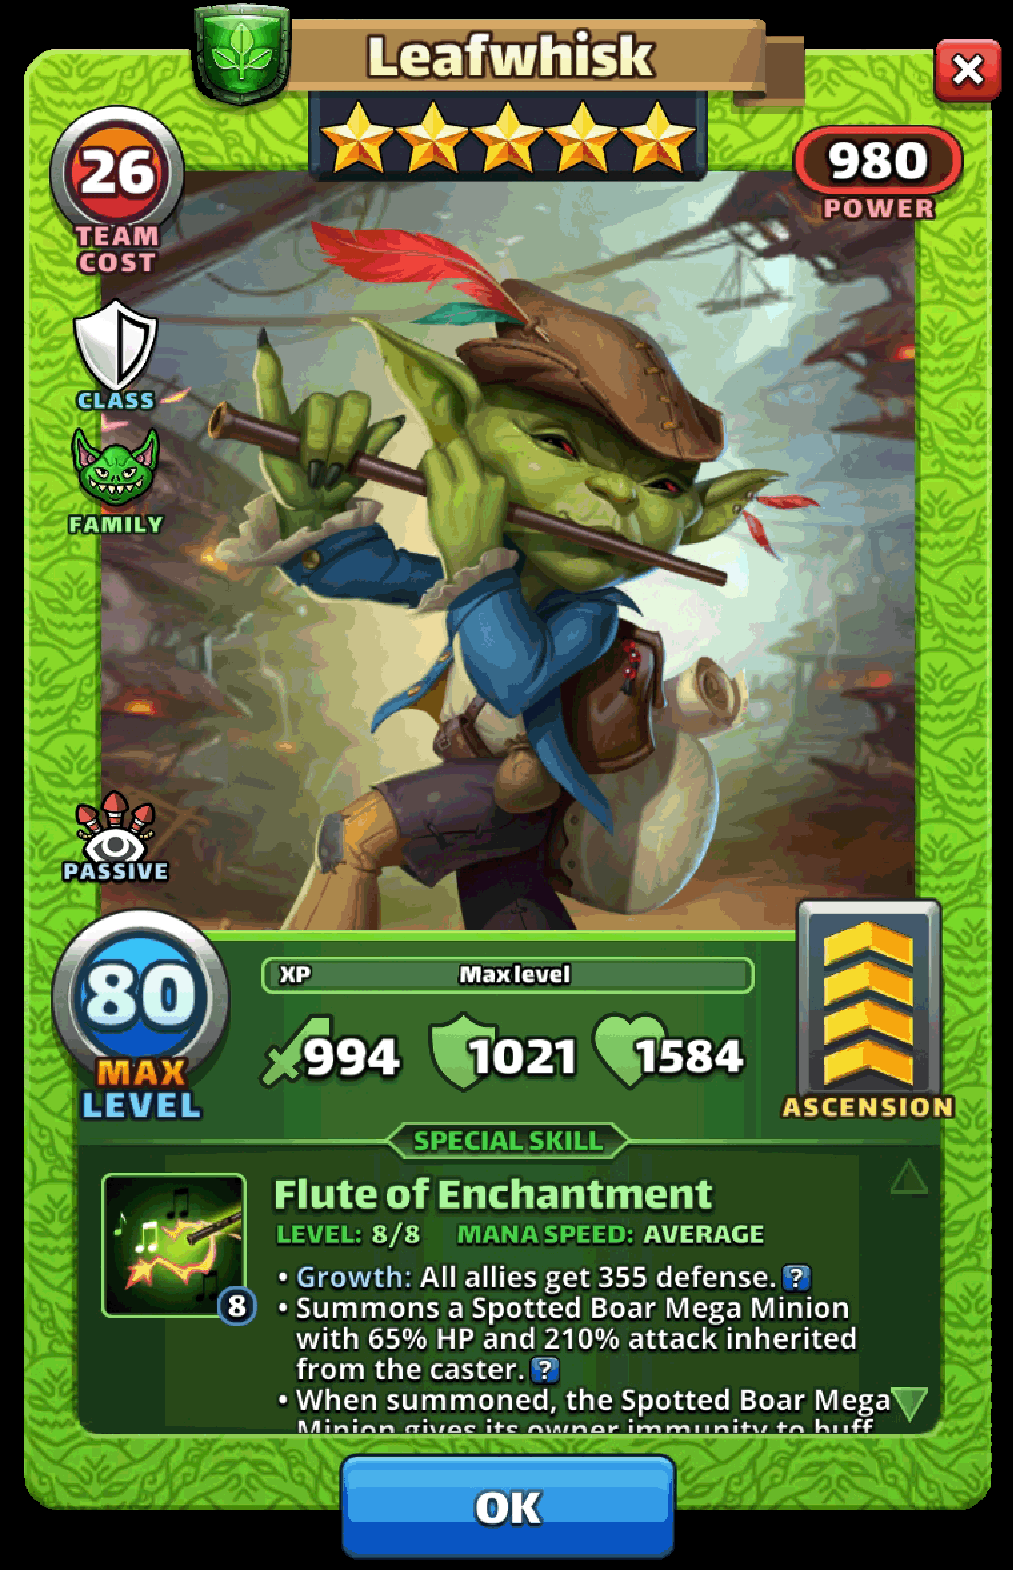 Leafwhisk
26
TEAM
COST
980
POWER
CLASS
FAMILY
PASSIVE
80
MAX
LEVEL
XP Max level
994 1021 1584
ASCENSION
SPECIAL SKILL
Flute of Enchantment
LEVEL: 8/8 MANA SPEED: AVERAGE
8
• Growth: All allies get 355 defense. ?
• Summons a Spotted Boar Mega Minion
with 65% HP and 210% attack inherited
from the caster. ?
• When summoned, the Spotted Boar Mega
Minion gives its owner immunity to buff
OK